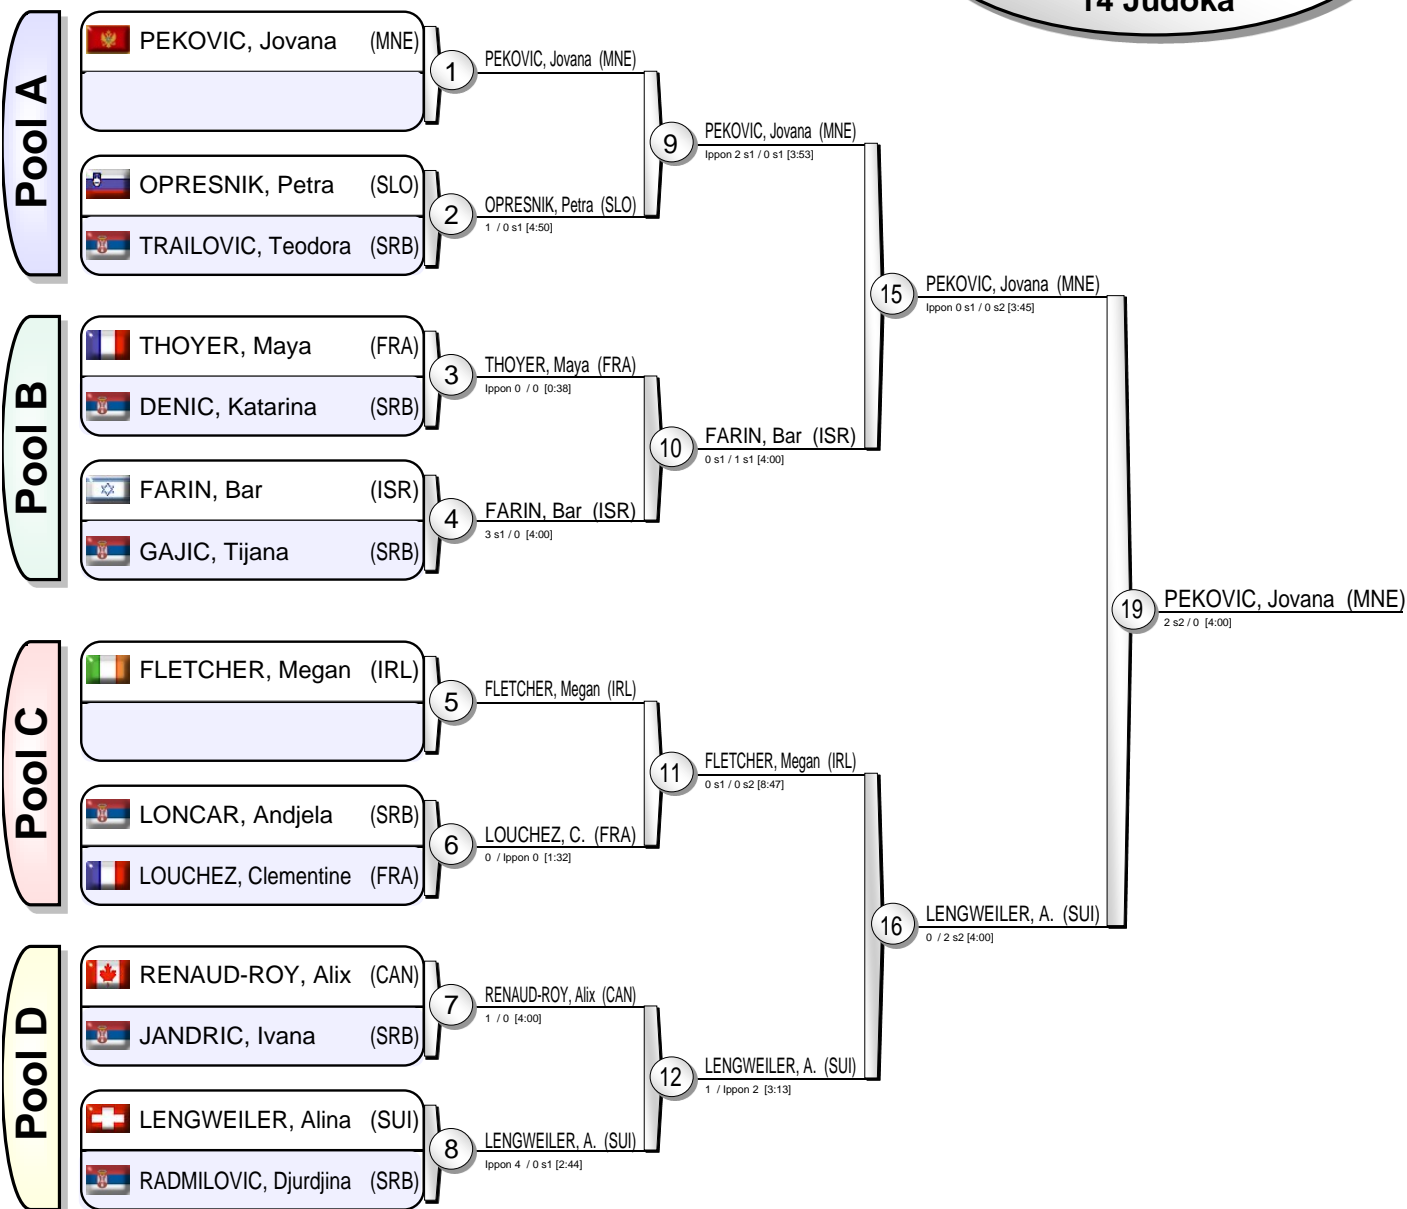 14 Judoka
Pool A
PEKOVIC, Jovana (MNE)
OPRESNIK, Petra (SLO)
TRAILOVIC, Teodora (SRB)
Pool B
THOYER, Maya (FRA)
DENIC, Katarina (SRB)
FARIN, Bar (ISR)
GAJIC, Tijana (SRB)
Pool C
FLETCHER, Megan (IRL)
LONCAR, Andjela (SRB)
LOUCHEZ, Clementine (FRA)
Pool D
RENAUD-ROY, Alix (CAN)
JANDRIC, Ivana (SRB)
LENGWEILER, Alina (SUI)
RADMILOVIC, Djurdjina (SRB)
1
PEKOVIC, Jovana (MNE)
2
OPRESNIK, Petra (SLO)
1 / 0 s1 [4:50]
3
THOYER, Maya (FRA)
Ippon 0 / 0 [0:38]
4
FARIN, Bar (ISR)
3 s1 / 0 [4:00]
5
FLETCHER, Megan (IRL)
6
LOUCHEZ, C. (FRA)
0 / Ippon 0 [1:32]
7
RENAUD-ROY, Alix (CAN)
1 / 0 [4:00]
8
LENGWEILER, A. (SUI)
Ippon 4 / 0 s1 [2:44]
9
PEKOVIC, Jovana (MNE)
Ippon 2 s1 / 0 s1 [3:53]
10
FARIN, Bar (ISR)
0 s1 / 1 s1 [4:00]
11
FLETCHER, Megan (IRL)
0 s1 / 0 s2 [8:47]
12
LENGWEILER, A. (SUI)
1 / Ippon 2 [3:13]
15
PEKOVIC, Jovana (MNE)
Ippon 0 s1 / 0 s2 [3:45]
16
LENGWEILER, A. (SUI)
0 / 2 s2 [4:00]
19
PEKOVIC, Jovana (MNE)
2 s2 / 0 [4:00]